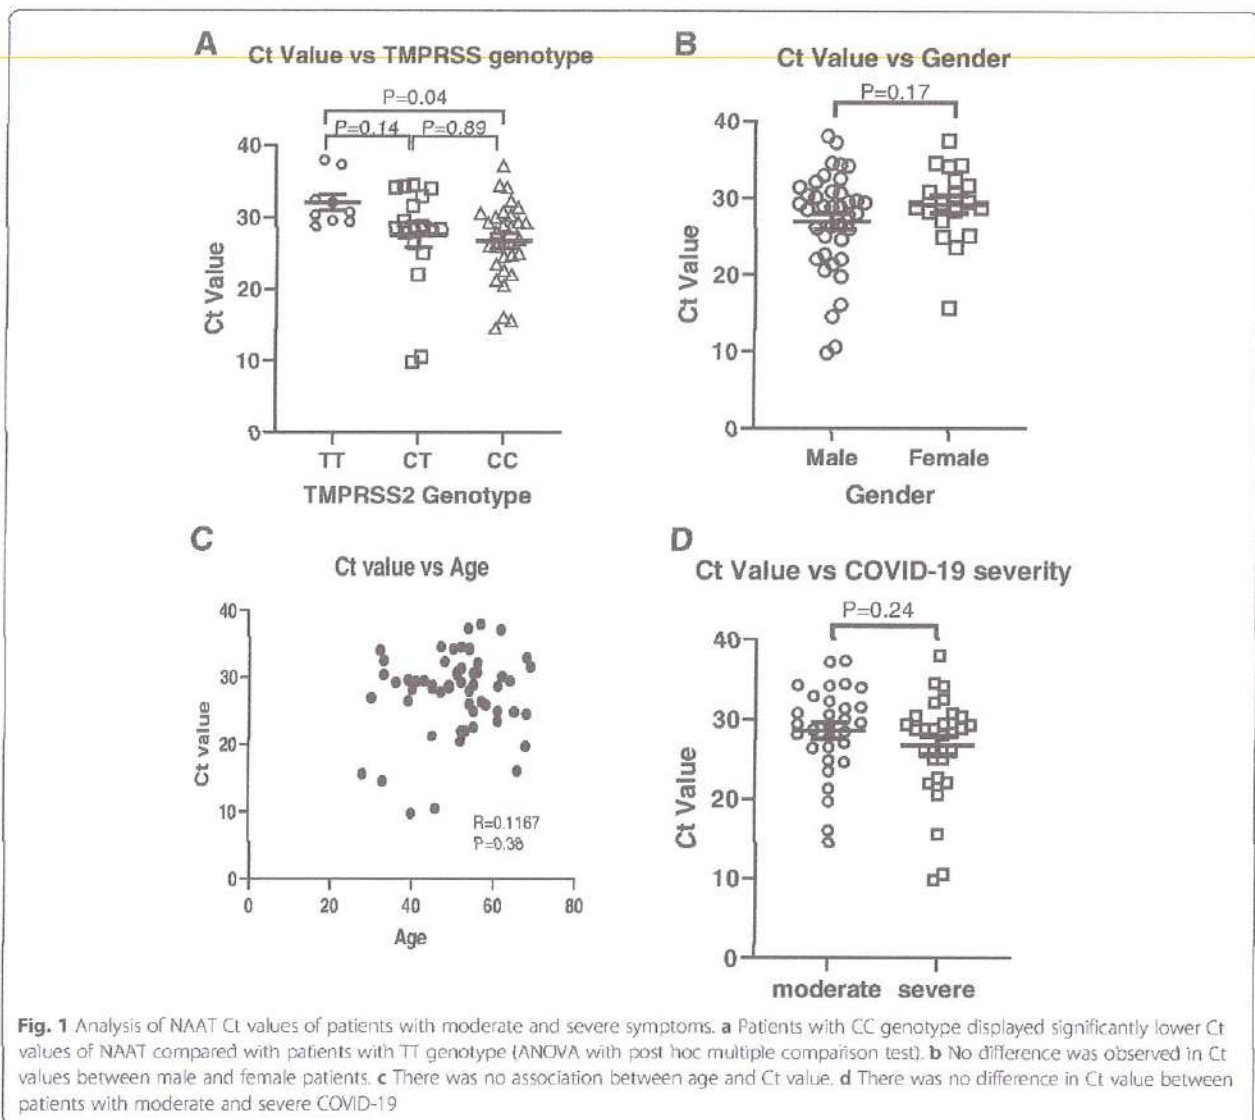 A
Ct Value vs TMPRSS genotype
P=0.04
P=0.14
P=0.89
40
30
20
10
0
Ct Value
TT CT CC
TMPRSS2 Genotype
B
Ct Value vs Gender
P=0.17
40
30
20
10
0
Ct Value
Male Female
Gender
C
Ct value vs Age
40
30
20
10
0
Ct value
R=0.1167
P=0.38
0 20 40 60 80
Age
D
Ct Value vs COVID-19 severity
P=0.24
40
30
20
10
0
Ct Value
moderate severe
Fig. 1 Analysis of NAAT Ct values of patients with moderate and severe symptoms. a Patients with CC genotype displayed significantly lower Ct
values of NAAT compared with patients with TT genotype (ANOVA with post hoc multiple comparison test). b No difference was observed in Ct
values between male and female patients. c There was no association between age and Ct value. d There was no difference in Ct value between
patients with moderate and severe COVID-19